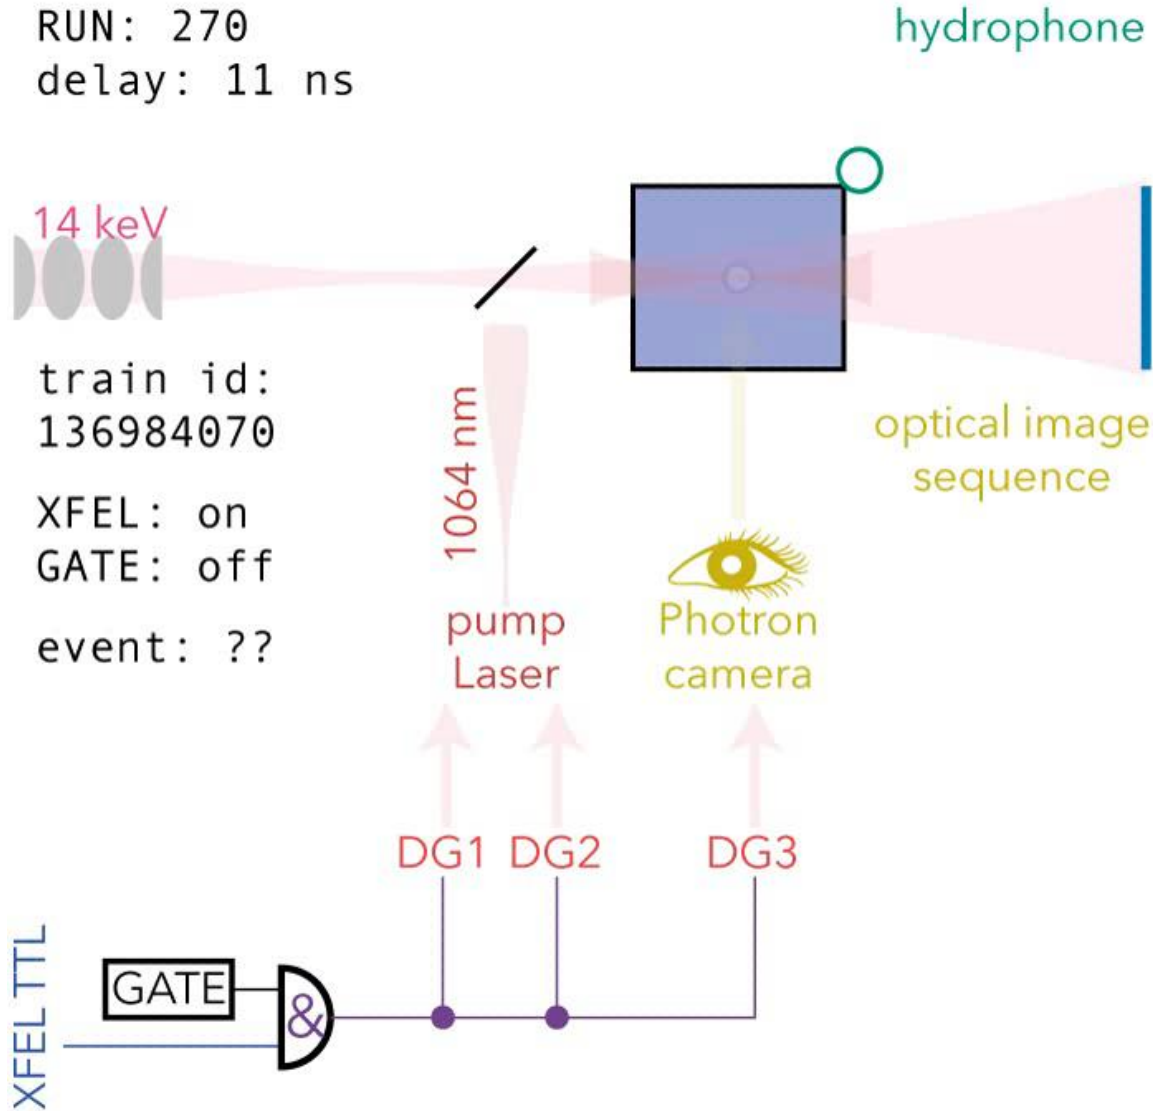 RUN: 270
delay: 11 ns
hydrophone
14 keV
train id:
136984070
XFEL: on
GATE: off
event: ??
1064 nm
optical image
sequence
pump
Laser
Photron
camera
DG1
DG2
DG3
XFEL TTL
GATE
&